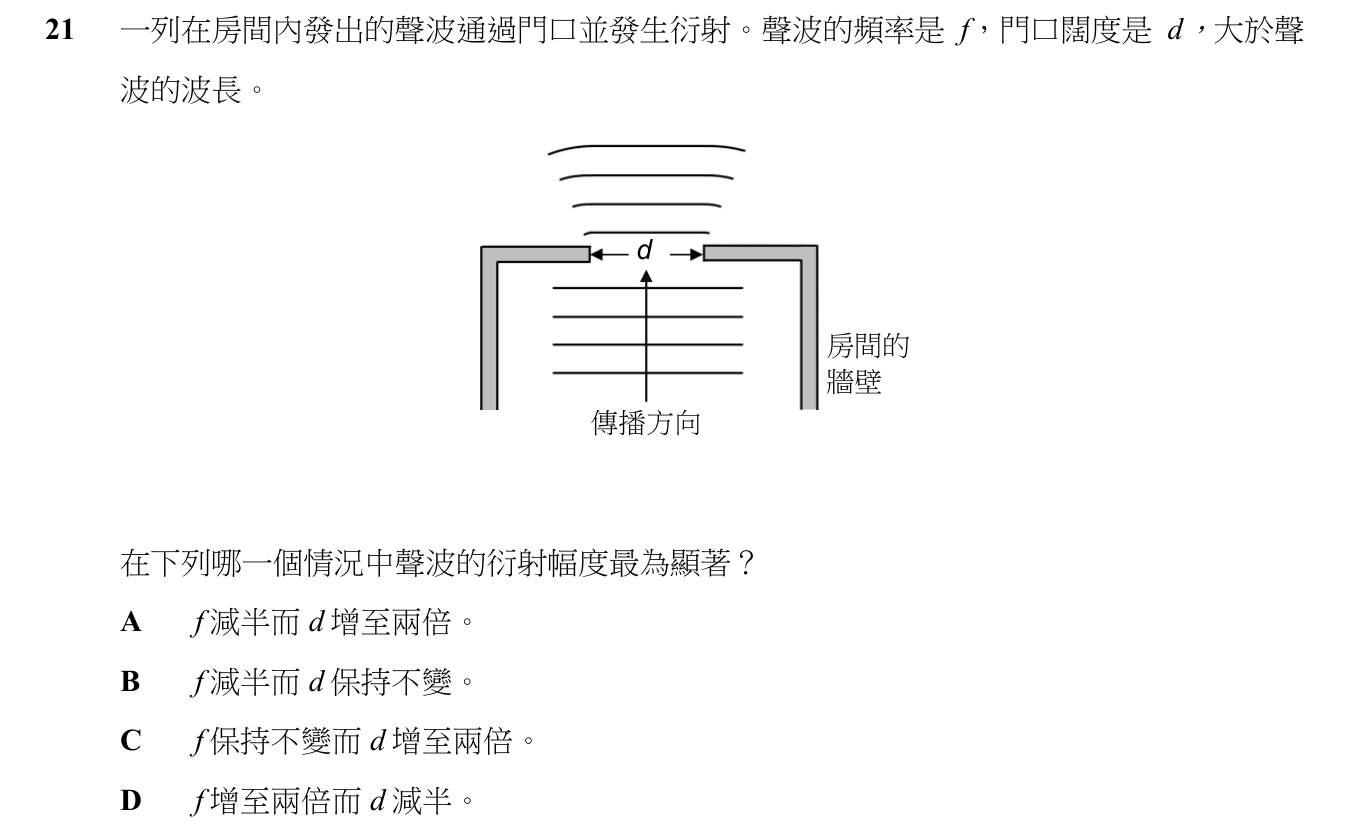 21 一列在房間內發出的聲波通過門口並發生衍射。聲波的頻率是 f，門口闊度是 d，大於聲
波的波長。
d
房間的
牆壁
傳播方向
在下列哪一個情況中聲波的衍射幅度最為顯著？
A f減半而 d 增至兩倍。
B f減半而 d 保持不變。
C f保持不變而 d 增至兩倍。
D f增至兩倍而 d 減半。